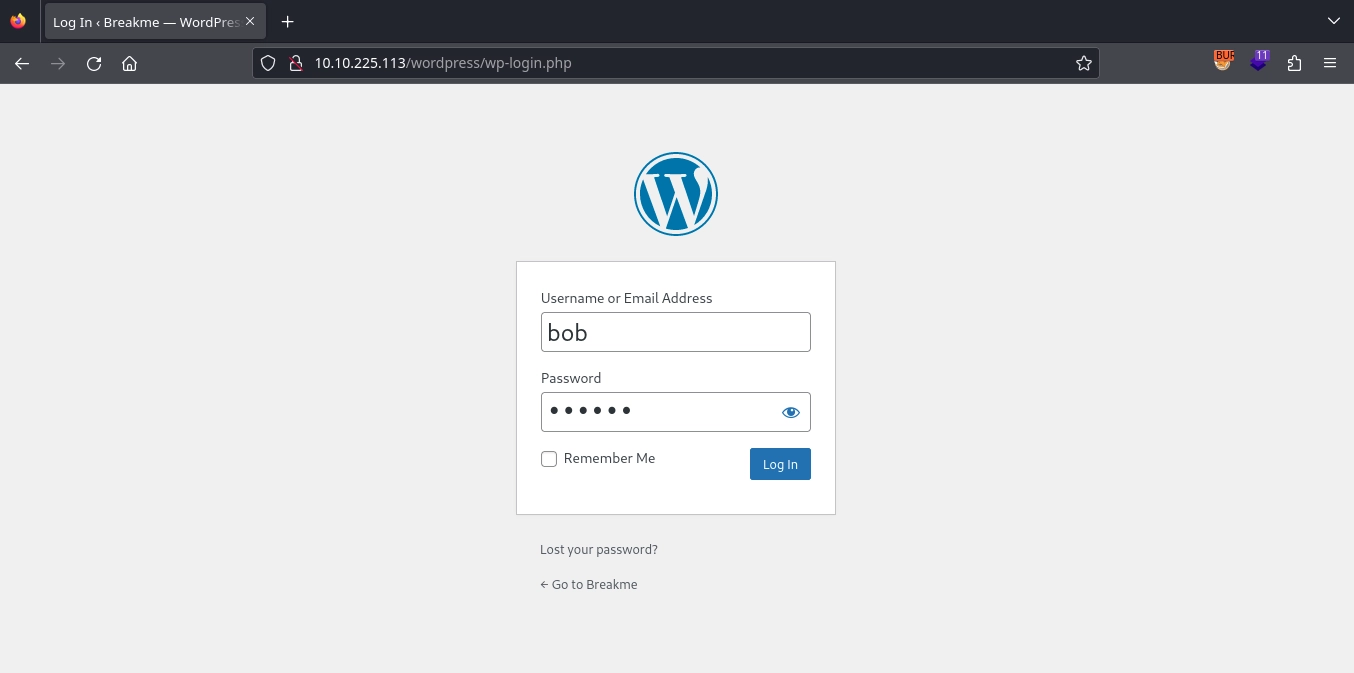 Log In ‹ Breakme — WordPres
10.10.225.113/wordpress/wp-login.php
BUR
11
Username or Email Address
bob
Password
Remember Me
Log In
Lost your password?
← Go to Breakme